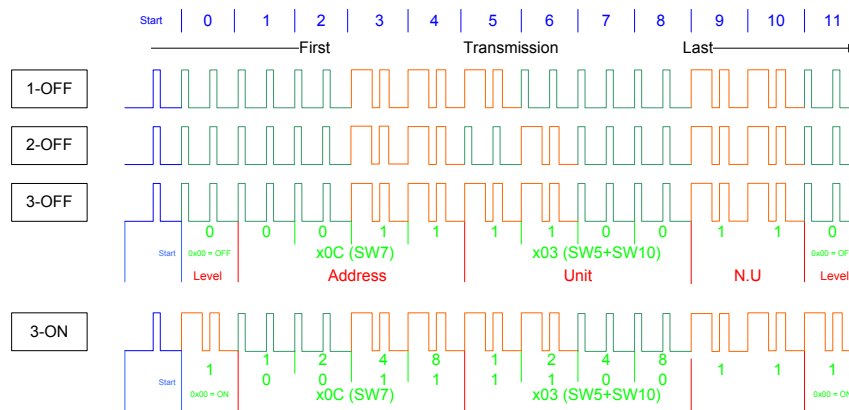 Start 0 1 2 3 4 5 6 7 8 9 10 11
First Transmission Last
1-OFF
2-OFF
3-OFF
0 0 0 1 1 1 1 0 0 1 1 0
Start 0x00 = OFF x0C (SW7) x03 (SW5+SW10) 0x00 = OF
Level Address Unit N.U Level
3-ON
1 2 4 8 1 2 4 8
1 0 0 1 1 1 1 0 0 1 1 1
Start 0x00 = ON x0C (SW7) x03 (SW5+SW10) 0x00 = ON